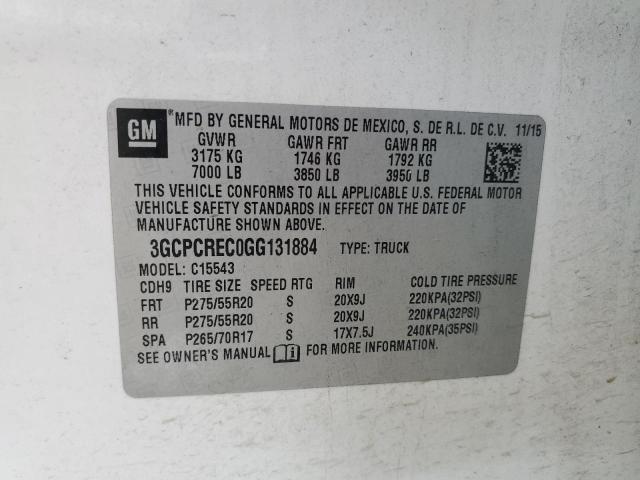 GM ®MFD BY GENERAL MOTORS DE MEXICO, S. DE R.L. DE C.V. 11/15
GVWR GAWR FRT GAWR RR
3175 KG 1746 KG 1792 KG
7000 LB 3850 LB 3950 LB
THIS VEHICLE CONFORMS TO ALL APPLICABLE U.S. FEDERAL MOTOR
VEHICLE SAFETY STANDARDS IN EFFECT ON THE DATE OF
MANUFACTURE SHOWN ABOVE.
3GCPCREC0GG131884 TYPE: TRUCK
MODEL: C15543
CDH9 TIRE SIZE SPEED RTG RIM COLD TIRE PRESSURE
FRT P275/55R20 S 20X9J 220KPA(32PSI)
RR P275/55R20 S 20X9J 220KPA(32PSI)
SPA P265/70R17 S 17X7.5J 240KPA(35PSI)
SEE OWNER'S MANUAL FOR MORE INFORMATION.